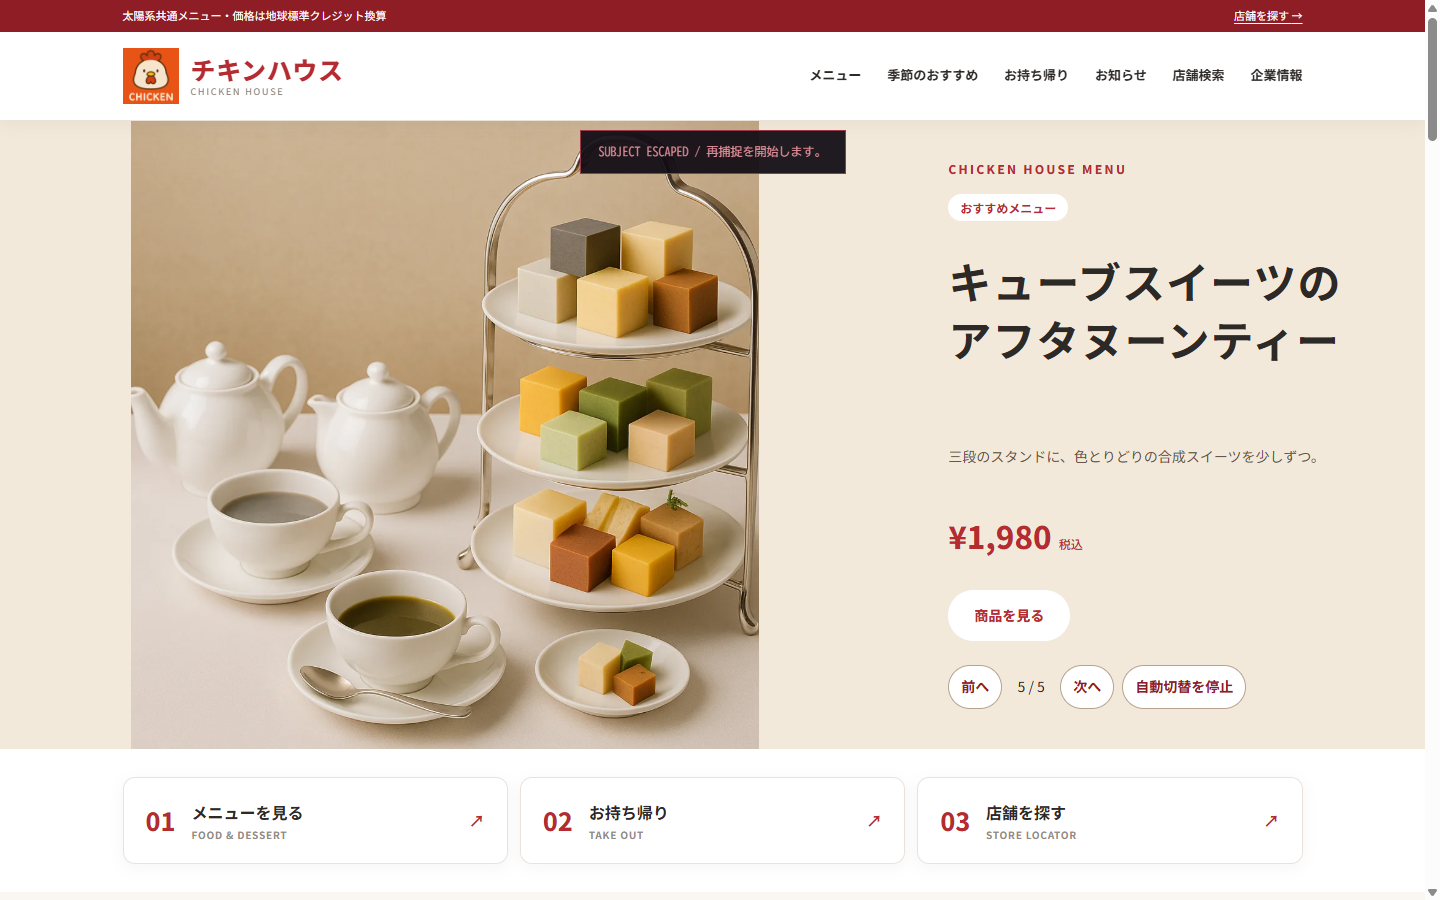 太陽系共通メニュー・価格は地球標準クレジット換算
店舗を探す →
CHICKEN
チキンハウス
CHICKEN HOUSE
メニュー
季節のおすすめ
お持ち帰り
お知らせ
店舗検索
企業情報
SUBJECT ESCAPED / 再捕捉を開始します。
CHICKEN HOUSE MENU
おすすめメニュー
キューブスイーツの
アフタヌーンティー
三段のスタンドに、色とりどりの合成スイーツを少しずつ。
¥1,980 税込
商品を見る
前へ
5 / 5
次へ
自動切替を停止
01
メニューを見る
FOOD & DESSERT
↗
02
お持ち帰り
TAKE OUT
↗
03
店舗を探す
STORE LOCATOR
↗